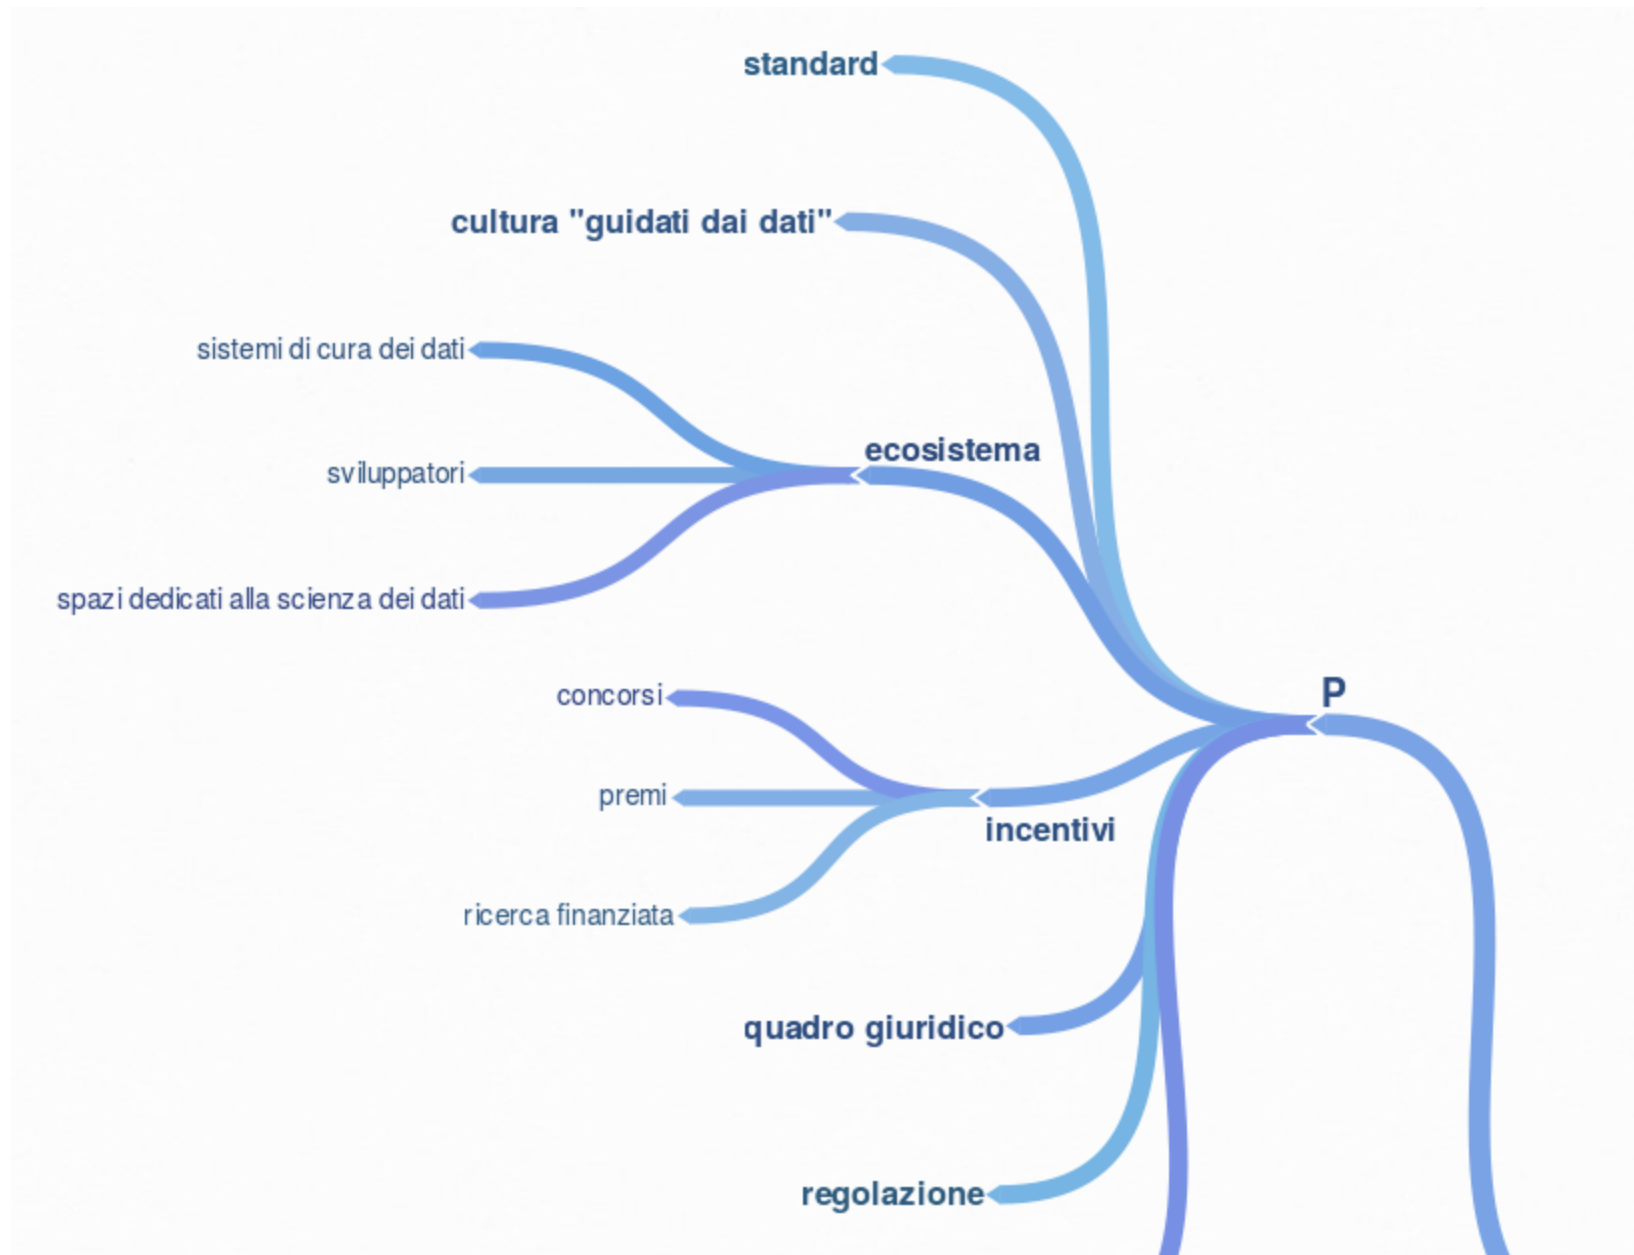 standard
cultura "guidati dai dati"
sistemi di cura dei dati
ecosistema
sviluppatori
spazi dedicati alla scienza dei dati
concorsi
P
premi
incentivi
ricerca finanziata
quadro giuridico
regolazione